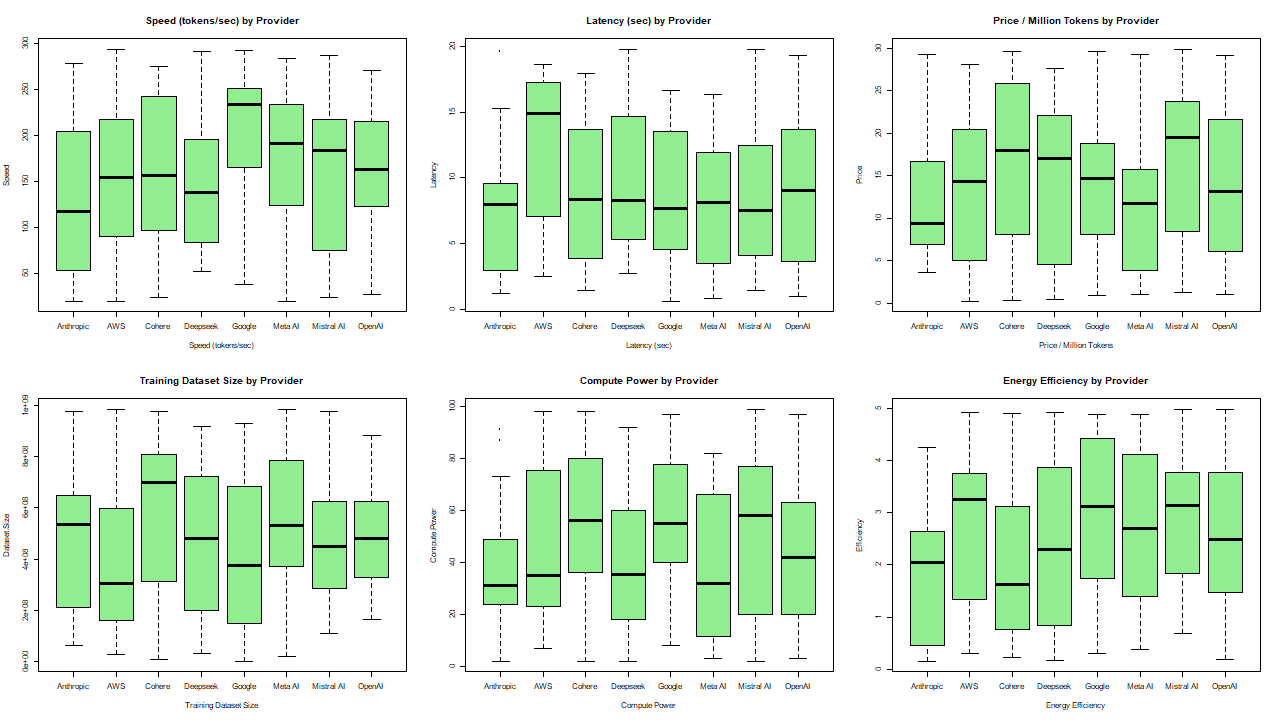 Speed (tokens/sec) by Provider
Speed
300
250
200
150
100
50
Anthropic AWS Cohere Deepseek Google Meta AI Mistral AI OpenAI
Speed (tokens/sec)
Latency (sec) by Provider
Latency
20
15
10
5
0
Anthropic AWS Cohere Deepseek Google Meta AI Mistral AI OpenAI
Latency (sec)
Price / Million Tokens by Provider
Price
30
25
20
15
10
5
0
Anthropic AWS Cohere Deepseek Google Meta AI Mistral AI OpenAI
Price / Million Tokens
Training Dataset Size by Provider
Dataset.Size
1e+09
8e+08
6e+08
4e+08
2e+08
0e+00
Anthropic AWS Cohere Deepseek Google Meta AI Mistral AI OpenAI
Training Dataset Size
Compute Power by Provider
Compute.Power
100
80
60
40
20
0
Anthropic AWS Cohere Deepseek Google Meta AI Mistral AI OpenAI
Compute Power
Energy Efficiency by Provider
Efficiency
5
4
3
2
1
0
Anthropic AWS Cohere Deepseek Google Meta AI Mistral AI OpenAI
Energy Efficiency